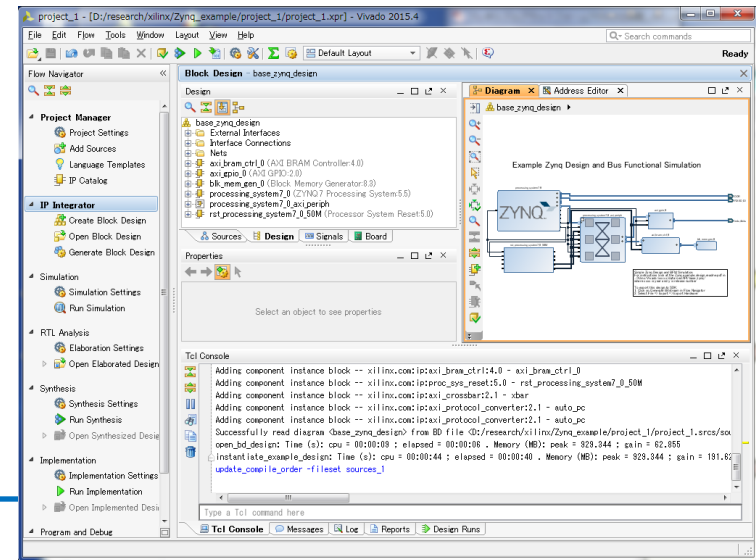 project_1 - [D:/research/xilinx/Zynq_example/project_1/project_1.xpr] - Vivado 2015.4
File Edit Flow Tools Window Layout View Help
Search commands
Default Layout
Ready
Flow Navigator
Project Manager
Project Settings
Add Sources
Language Templates
IP Catalog
IP Integrator
Create Block Design
Open Block Design
Generate Block Design
Simulation
Simulation Settings
Run Simulation
RTL Analysis
Elaboration Settings
Open Elaborated Design
Synthesis
Synthesis Settings
Run Synthesis
Open Synthesized Desig
Implementation
Implementation Settings
Run Implementation
Open Implemented Desi
Program and Debug
Block Design - base_zynq_design
Design
base_zynq_design
External Interfaces
Interface Connections
Nets
axi_bram_ctrl_0 (AXI BRAM Controller:4.0)
axi_gpio_0 (AXI GPIO:2.0)
blk_mem_gen_0 (Block Memory Generator:8.3)
processing_system7_0 (ZYNQ7 Processing System:5.5)
processing_system7_0_axi_periph
rst_processing_system7_0_50M (Processor System Reset:5.0)
Sources Design Signals Board
Properties
Select an object to see properties
Diagram Address Editor
base_zynq_design
Example Zynq Design and Bus Functional Simulation
ZYNQ
Tcl Console
Adding component instance block -- xilinx.com:ip:axi_bram_ctrl:4.0 - axi_bram_ctrl_0
Adding component instance block -- xilinx.com:ip:proc_sys_reset:5.0 - rst_processing_system7_0_50M
Adding component instance block -- xilinx.com:ip:axi_crossbar:2.1 - xbar
Adding component instance block -- xilinx.com:ip:axi_protocol_converter:2.1 - auto_pc
Adding component instance block -- xilinx.com:ip:axi_protocol_converter:2.1 - auto_pc
Successfully read diagram <base_zynq_design> from BD file <D:/research/xilinx/Zynq_example/project_1/project_1.srcs/sou
open_bd_design: Time (s): cpu = 00:00:09 ; elapsed = 00:00:06 . Memory (MB): peak = 929.344 ; gain = 62.855
instantiate_example_design: Time (s): cpu = 00:00:44 ; elapsed = 00:00:40 . Memory (MB): peak = 929.344 ; gain = 191.62
update_compile_order -fileset sources_1
Type a Tcl command here
Tcl Console Messages Log Reports Design Runs